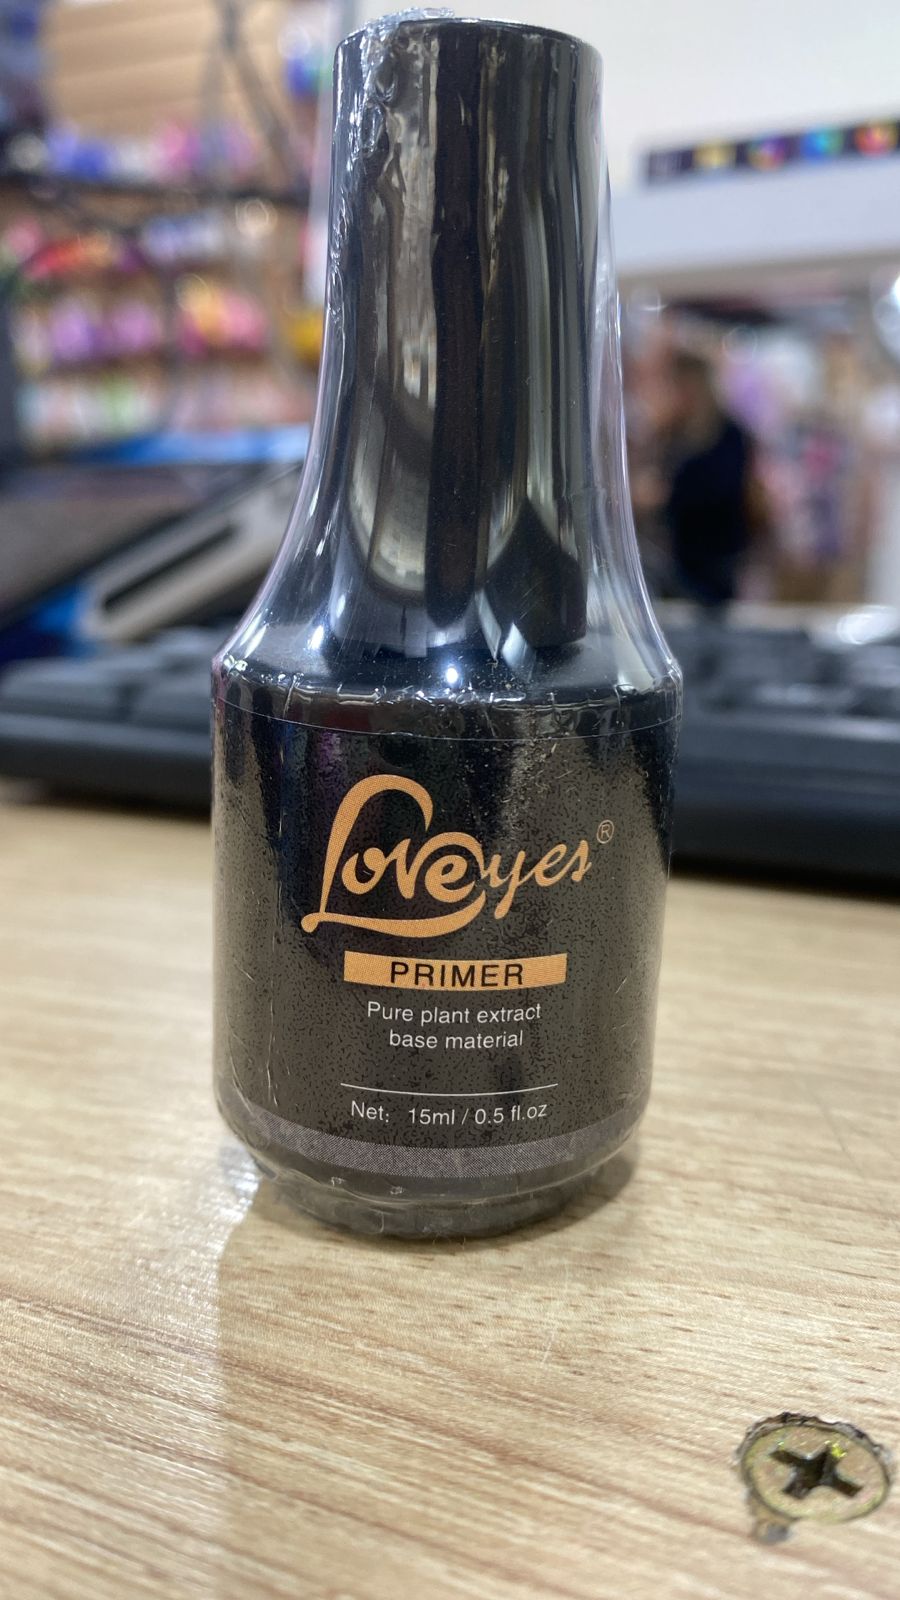 Loveyes®
PRIMER
Pure plant extract
base material
Net: 15ml / 0.5 fl.oz